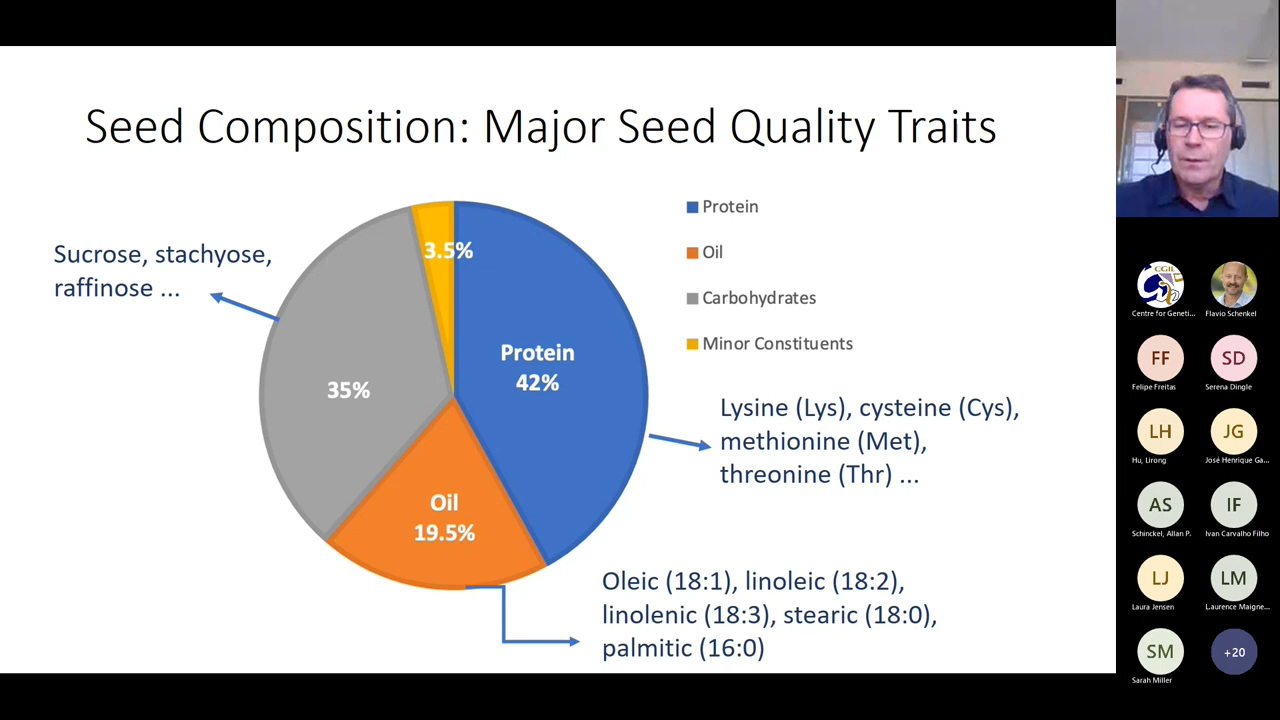 Seed Composition: Major Seed Quality Traits
Sucrose, stachyose,
raffinose ...
3.5%
35%
Protein
42%
Oil
19.5%
Protein
Oil
Carbohydrates
Minor Constituents
Lysine (Lys), cysteine (Cys),
methionine (Met),
threonine (Thr) ...
Oleic (18:1), linoleic (18:2),
linolenic (18:3), stearic (18:0),
palmitic (16:0)
CGIL
Centre for Geneti...
Flavio Schenkel
FF
Felipe Freitas
SD
Serena Dingle
LH
Hu, Lirong
JG
José Henrique Ga...
AS
Schinckel, Allan P.
IF
Ivan Carvalho Filho
LJ
Laura Jensen
LM
Laurence Maigne...
SM
Sarah Miller
+20